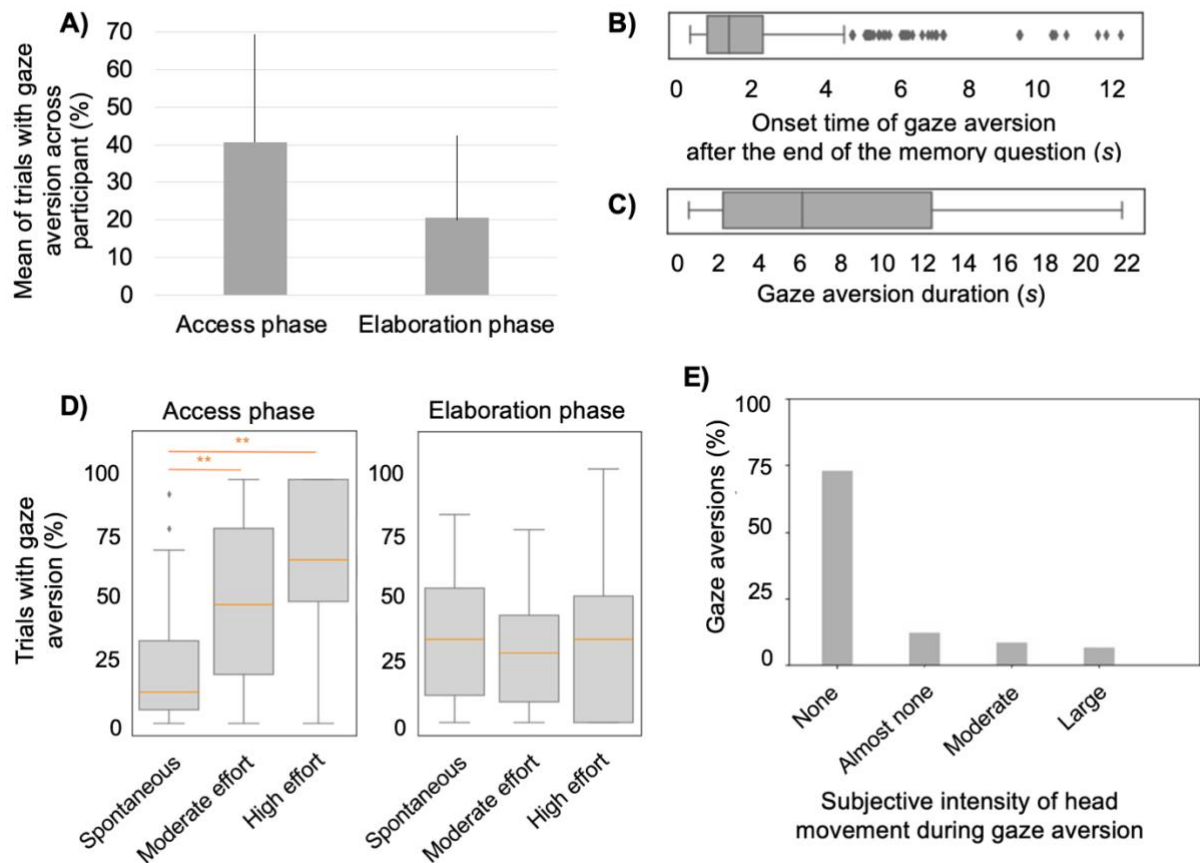 A)
Mean of trials with gaze
aversion across
participant (%)
70
60
50
40
30
20
10
0
Access phase
Elaboration phase
B)
0 2 4 6 8 10 12
Onset time of gaze aversion
after the end of the memory question (s)
C)
0 2 4 6 8 10 12 14 16 18 20 22
Gaze aversion duration (s)
D)
Access phase
Elaboration phase
Trials with gaze
aversion (%)
100
75
50
25
0
**
**
Spontaneous
Moderate effort
High effort
100
75
50
25
0
Spontaneous
Moderate effort
High effort
E)
Gaze aversions (%)
100
75
50
25
0
None
Almost none
Moderate
Large
Subjective intensity of head
movement during gaze aversion